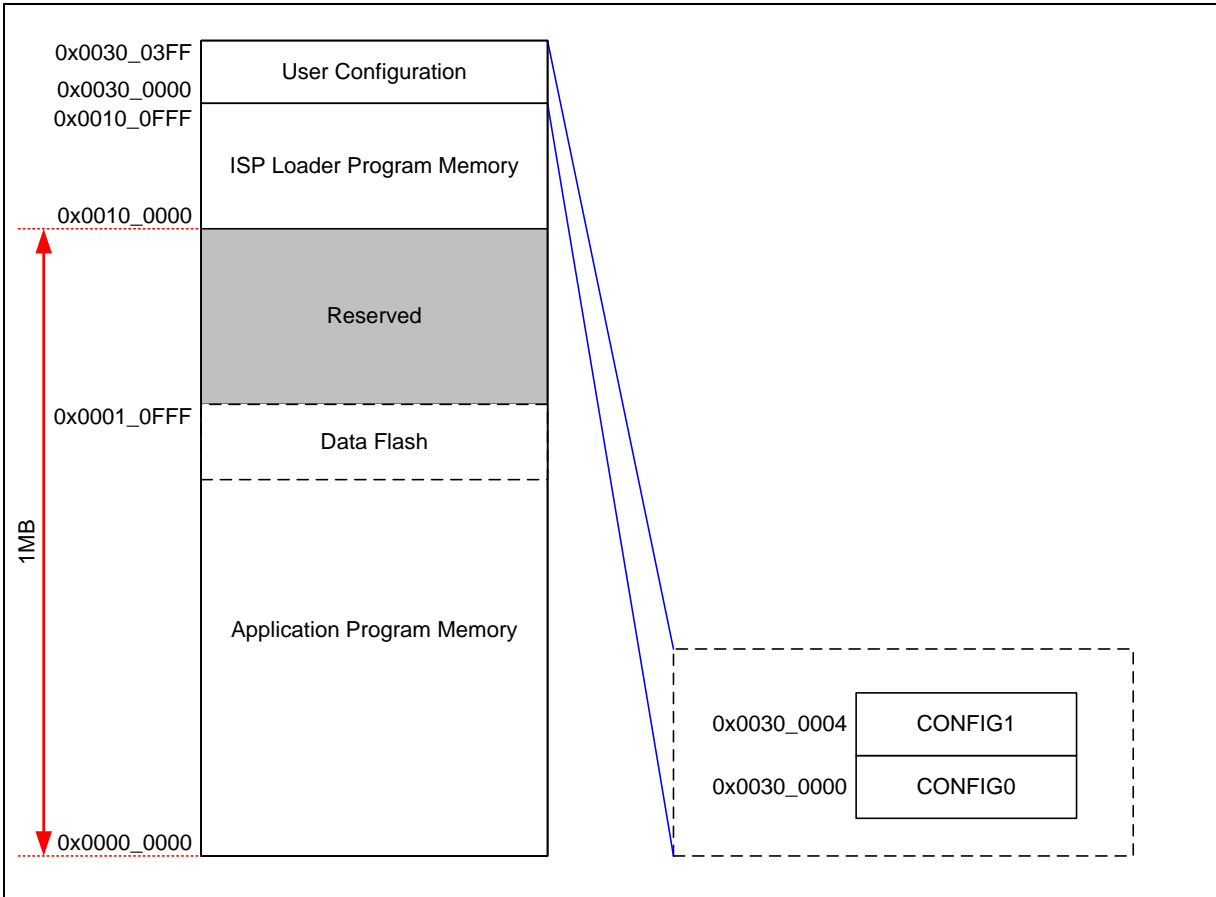 0x0030_03FF
User Configuration
0x0030_0000
0x0010_0FFF
ISP Loader Program Memory
0x0010_0000
Reserved
0x0001_0FFF
Data Flash
1MB
Application Program Memory
0x0030_0004
CONFIG1
0x0030_0000
CONFIG0
0x0000_0000